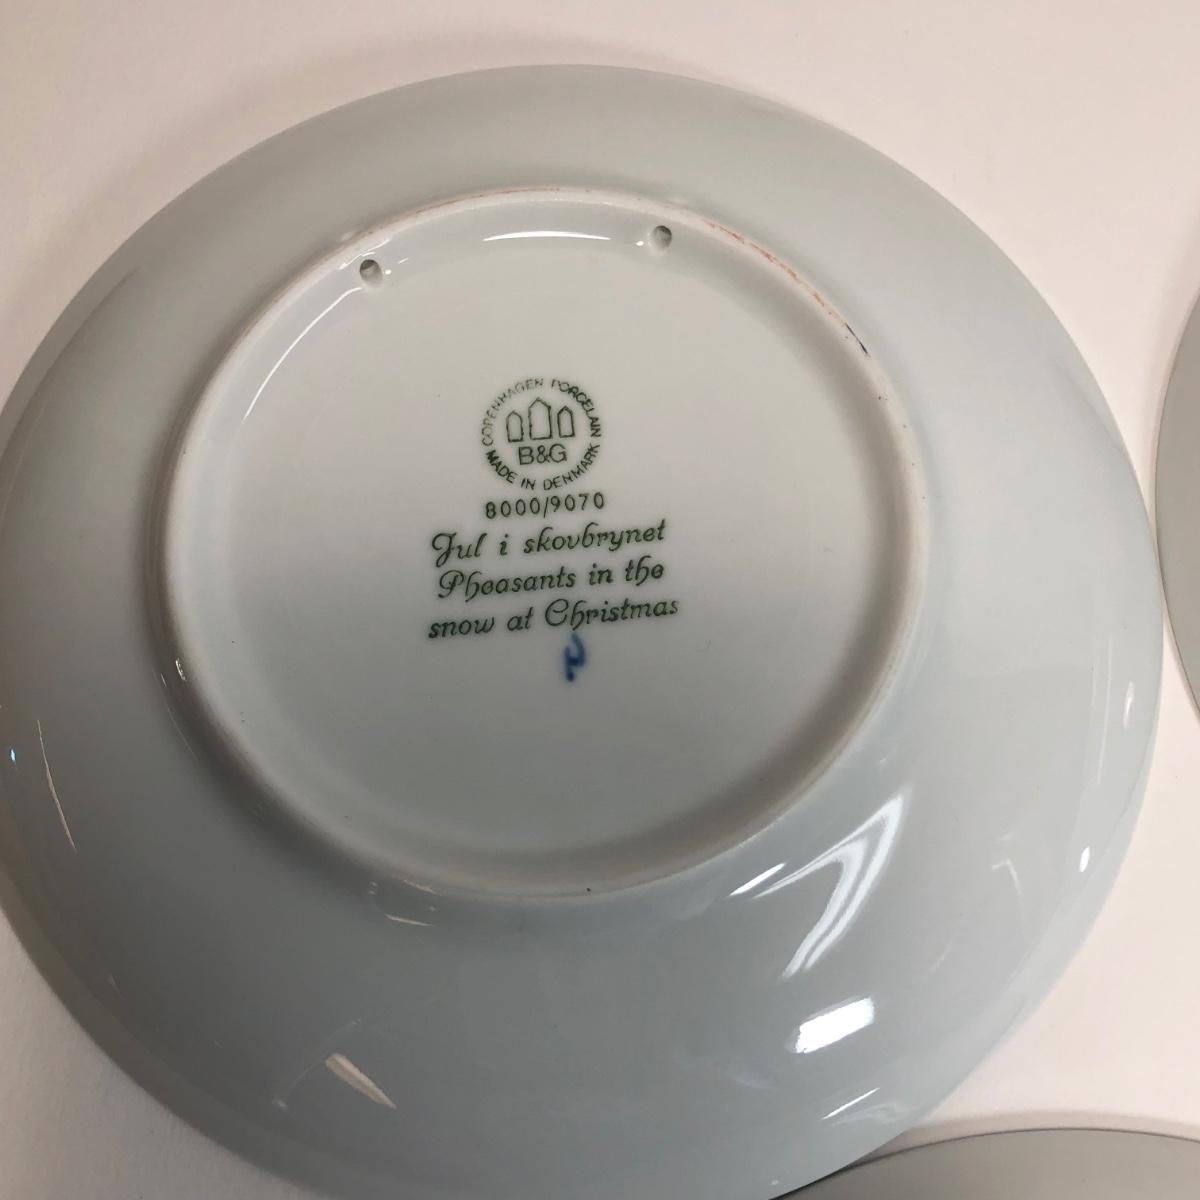 COPENHAGEN PORCELAIN
B&G
MADE IN DENMARK
8000/9070
Jul i skovbrynet
Pheasants in the
snow at Christmas